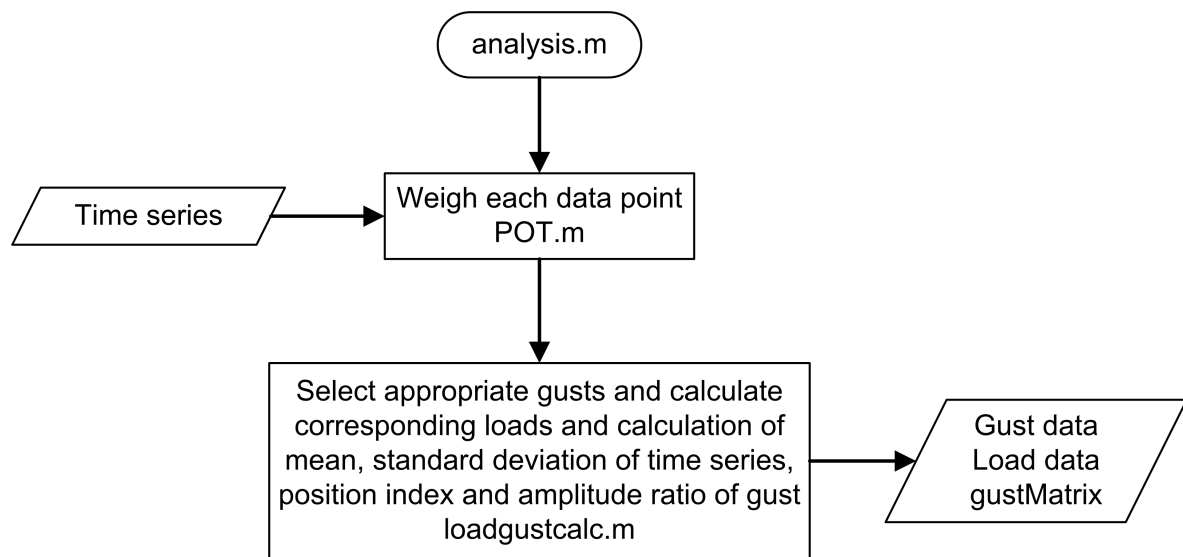 analysis.m
Time series
Weigh each data point
POT.m
Select appropriate gusts and calculate
corresponding loads and calculation of
mean, standard deviation of time series,
position index and amplitude ratio of gust
loadgustcalc.m
Gust data
Load data
gustMatrix